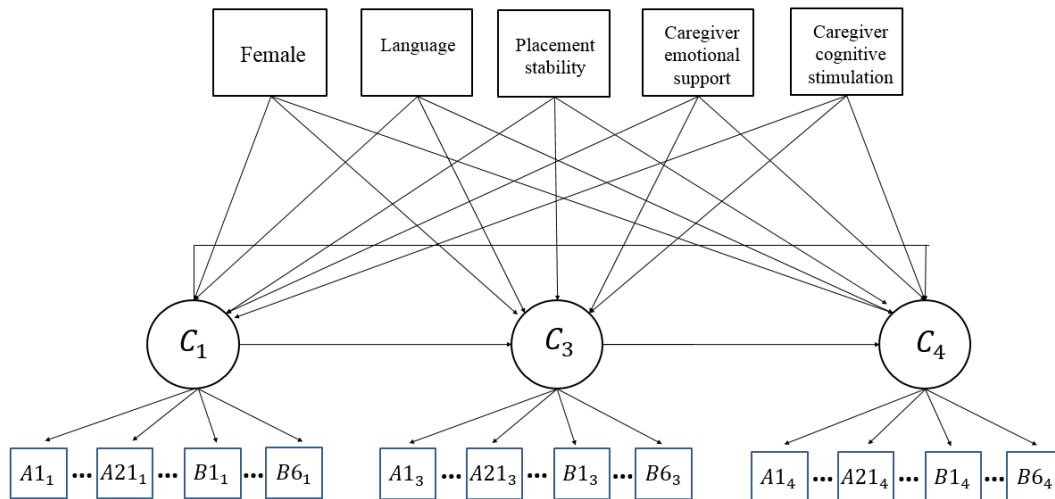 Female
Language
Placement
stability
Caregiver
emotional
support
Caregiver
cognitive
stimulation
C₁
C₃
C₄
A1₁ ... A21₁ ... B1₁ ... B6₁
A1₃ ... A21₃ ... B1₃ ... B6₃
A1₄ ... A21₄ ... B1₄ ... B6₄